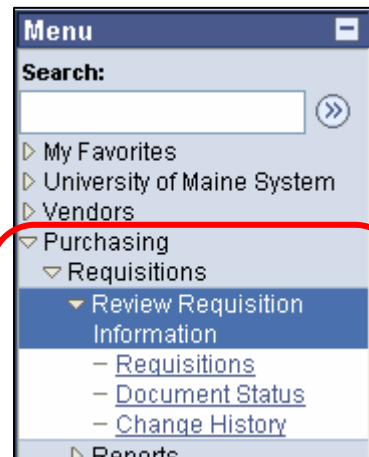 Menu
Search:
My Favorites
University of Maine System
Vendors
Purchasing
Requisitions
Review Requisition
Information
– Requisitions
– Document Status
– Change History
Reports